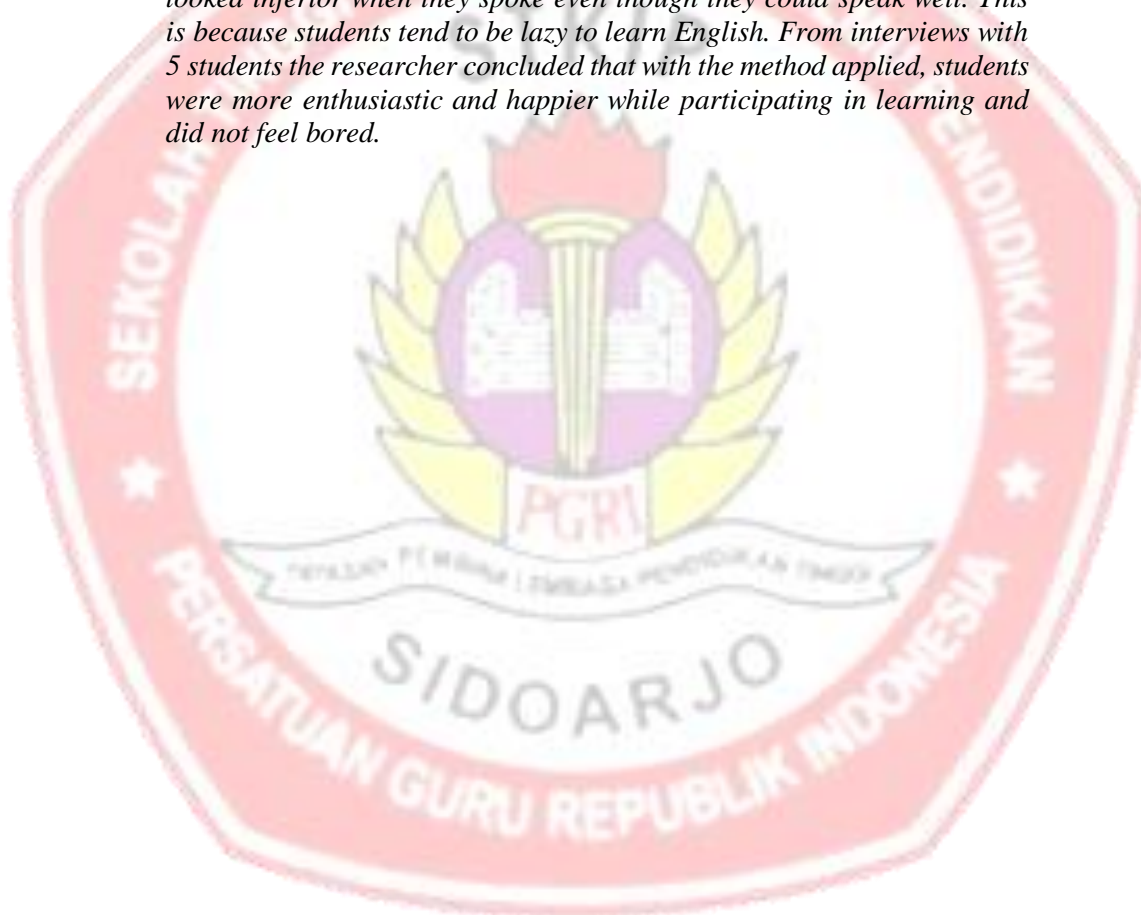 looked inferior when they spoke even though they could speak well. This
is because students tend to be lazy to learn English. From interviews with
5 students the researcher concluded that with the method applied, students
were more enthusiastic and happier while participating in learning and
did not feel bored.
SEKOLAH
PENDIDIKAN
PGRI
PEMBINA LEMBAGA PENDIDIKAN
SIDOARJO
PERSATUAN GURU REPUBLIK INDONESIA